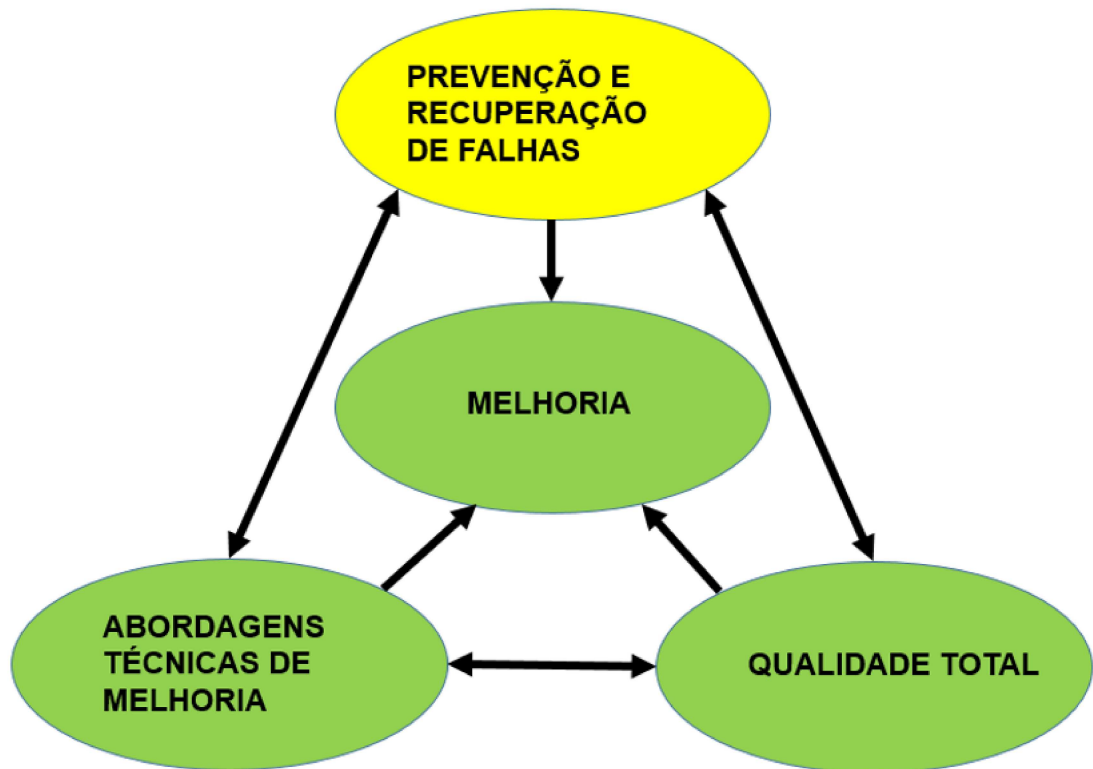 PREVENÇÃO E
RECUPERAÇÃO
DE FALHAS
MELHORIA
ABORDAGENS
TÉCNICAS DE
MELHORIA
QUALIDADE TOTAL